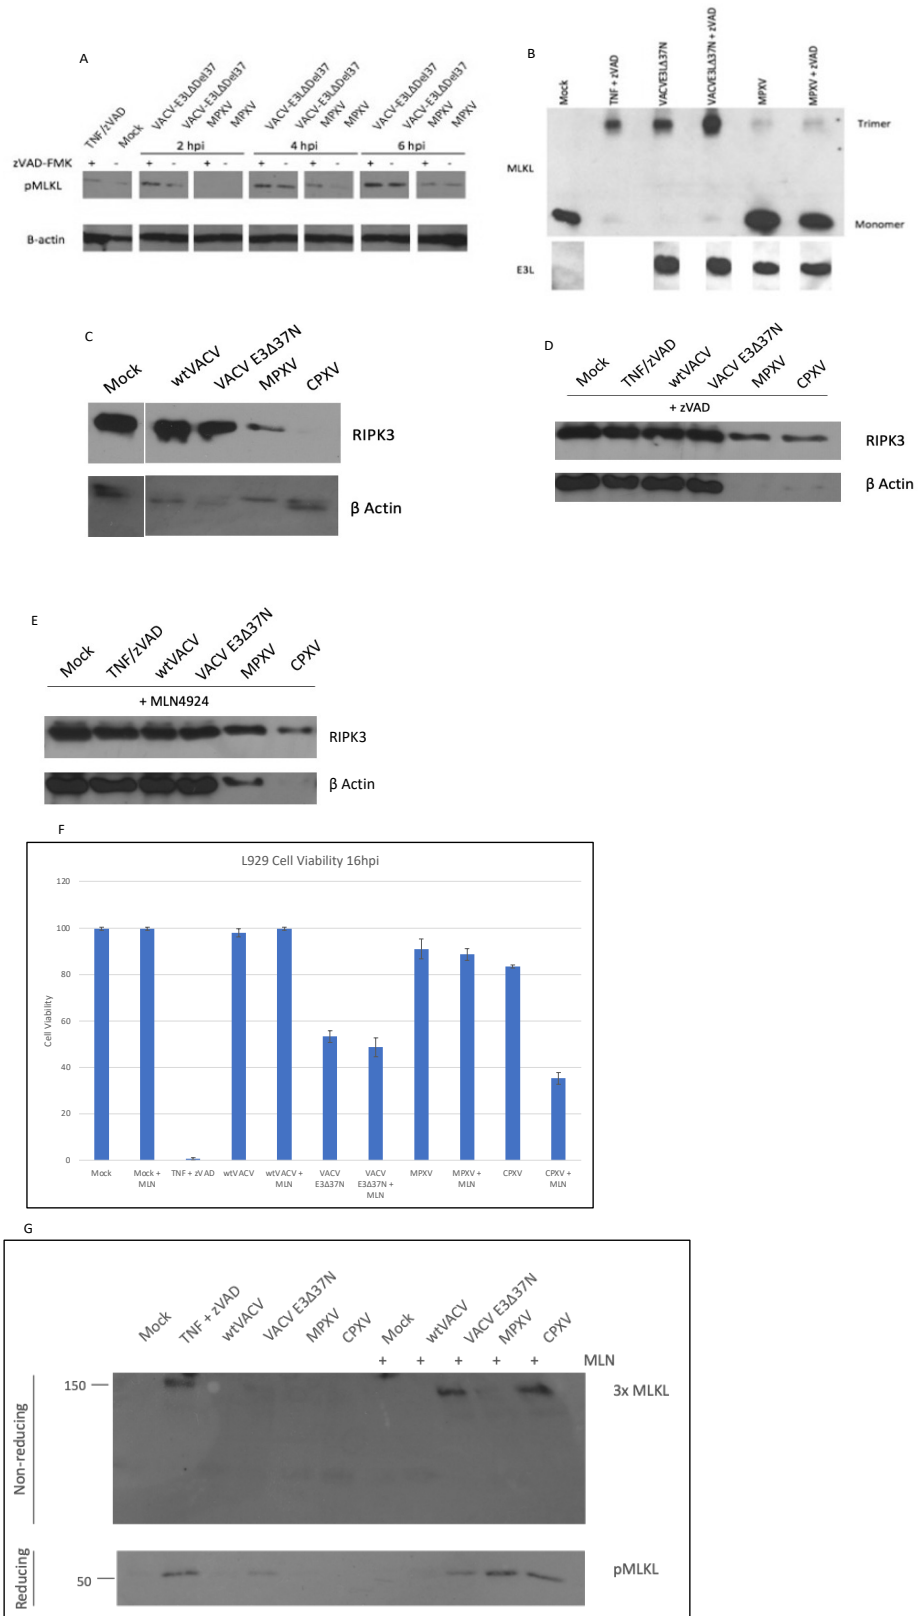 A
TNF/zVAD
Mock
VACV-E3LΔDel37
VACV-E3LΔDel37
MPXV
MPXV
VACV-E3LΔDel37
VACV-E3LΔDel37
MPXV
MPXV
VACV-E3LΔDel37
VACV-E3LΔDel37
MPXV
MPXV
2 hpi 4 hpi 6 hpi
zVAD-FMK + - + - + - + - + - + - + -
pMLKL
B-actin
B
Mock
TNF + zVAD
VACVE3LΔ37N
VACVE3LΔ37N + zVAD
MPXV
MPXV + zVAD
Trimer
MLKL
Monomer
E3L
C
Mock
wtVACV
VACV E3Δ37N
MPXV
CPXV
RIPK3
β Actin
D
Mock
TNF/zVAD
wtVACV
VACV E3Δ37N
MPXV
CPXV
+ zVAD
RIPK3
β Actin
E
Mock
TNF/zVAD
wtVACV
VACV E3Δ37N
MPXV
CPXV
+ MLN4924
RIPK3
β Actin
F
L929 Cell Viability 16hpi
120
100
80
60
40
20
0
Cell Viability
Mock
Mock + MLN
TNF + zVAD
wtVACV
wtVACV + MLN
VACV E3Δ37N
VACV E3Δ37N + MLN
MPXV
MPXV + MLN
CPXV
CPXV + MLN
G
Mock
TNF + zVAD
wtVACV
VACV E3Δ37N
MPXV
CPXV
Mock
wtVACV
VACV E3Δ37N
MPXV
CPXV
+ + + + + MLN
150
3x MLKL
Non-reducing
Reducing
50
pMLKL